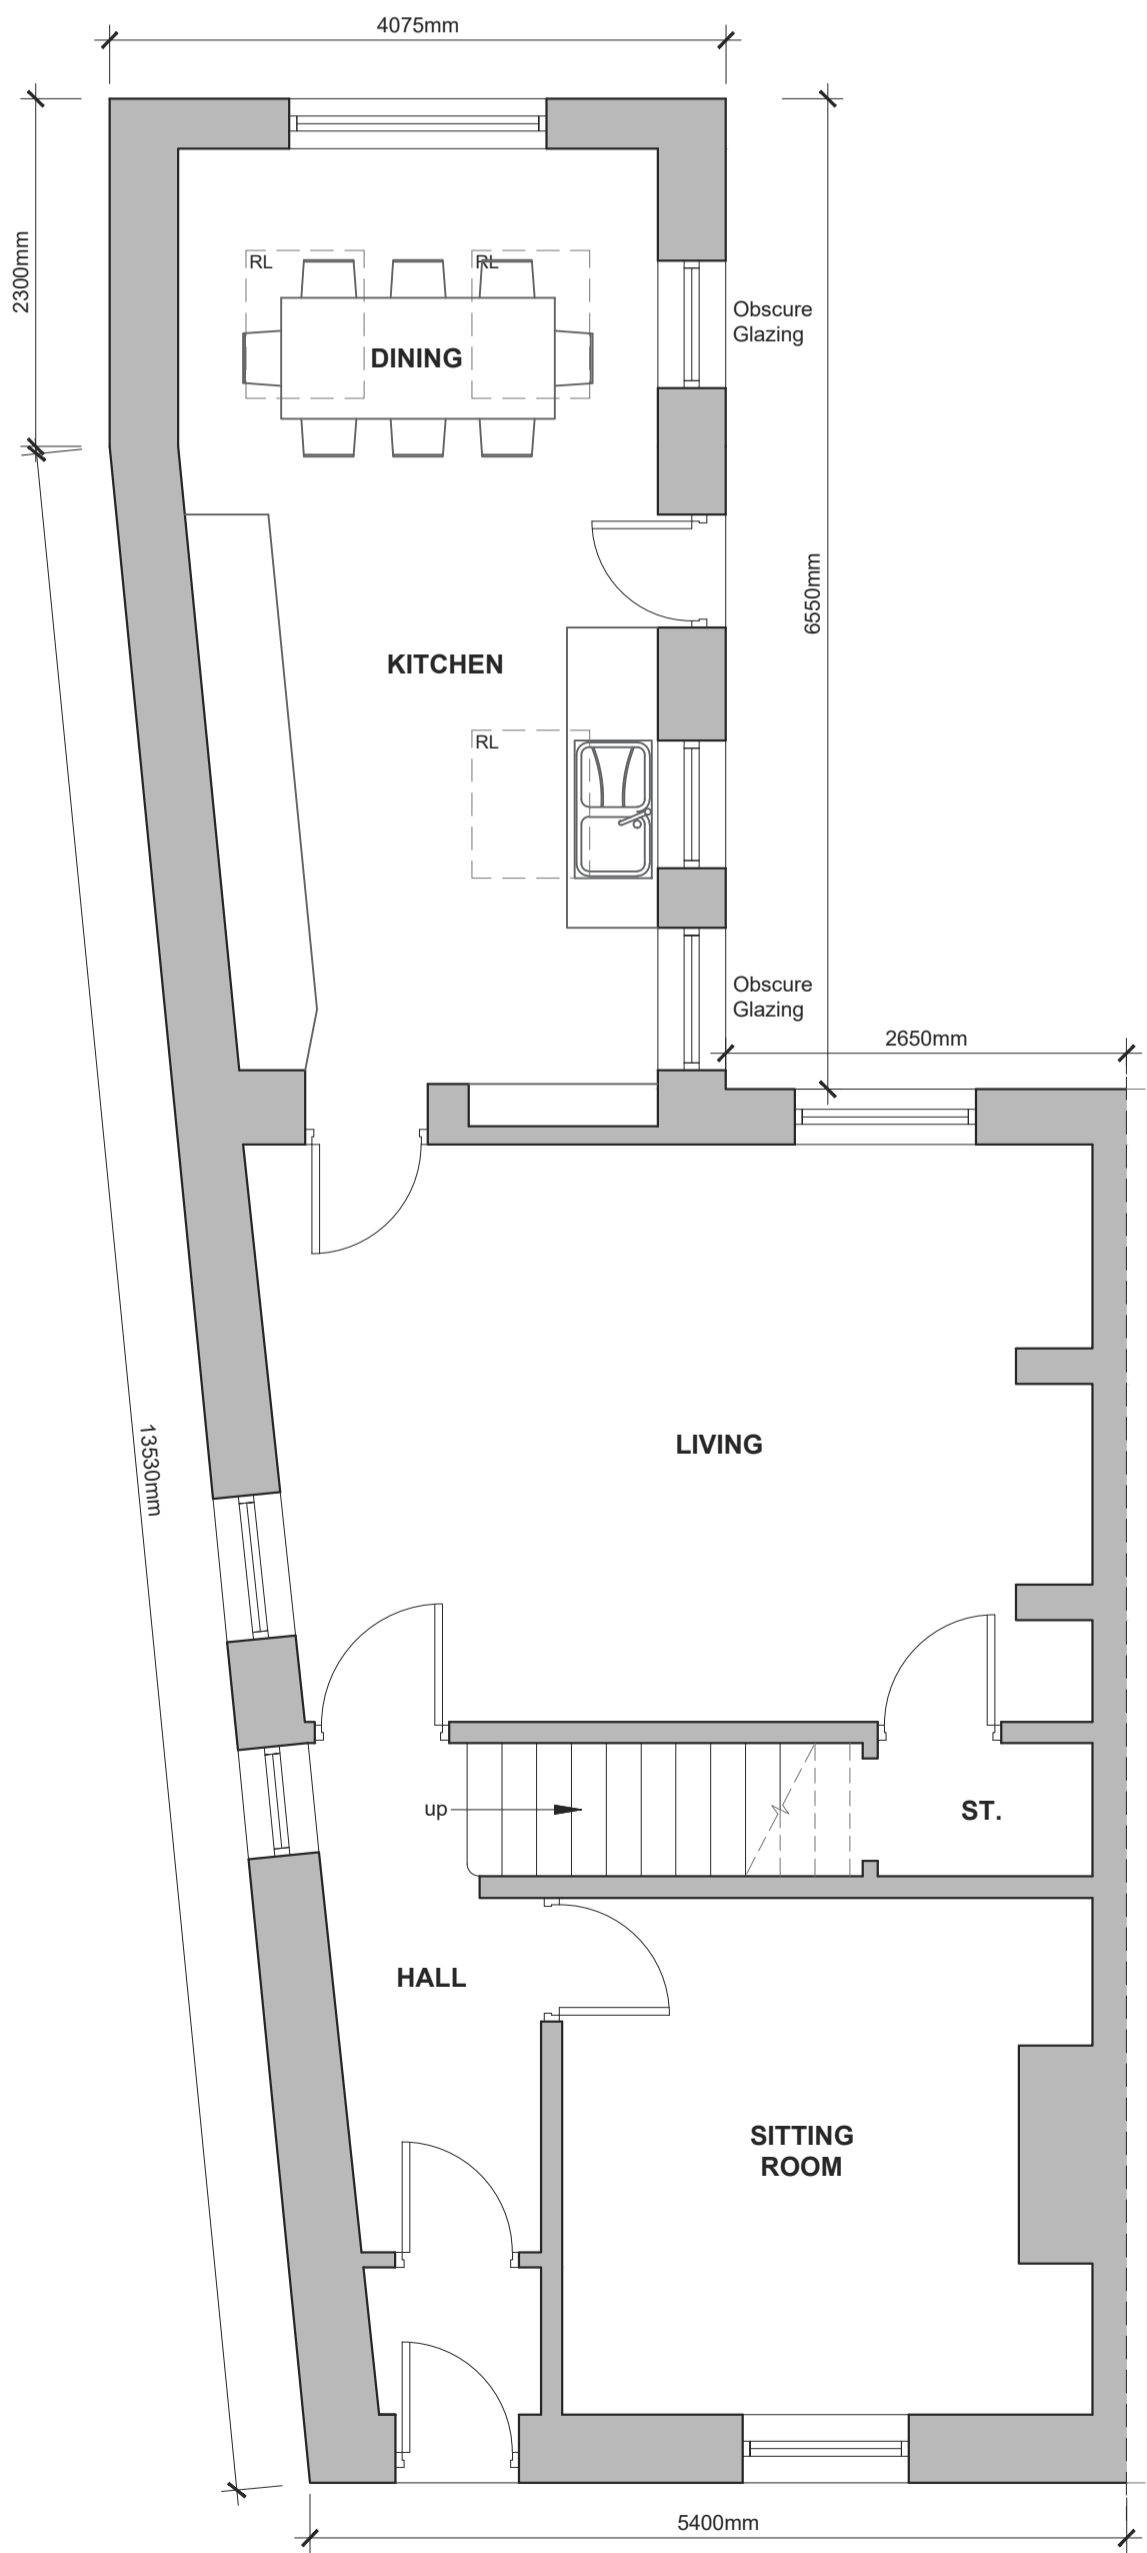 4075mm
2300mm
RL
RL
DINING
Obscure
Glazing
6550mm
KITCHEN
RL
Obscure
Glazing
2650mm
13530mm
LIVING
up
ST.
HALL
SITTING
ROOM
5400mm